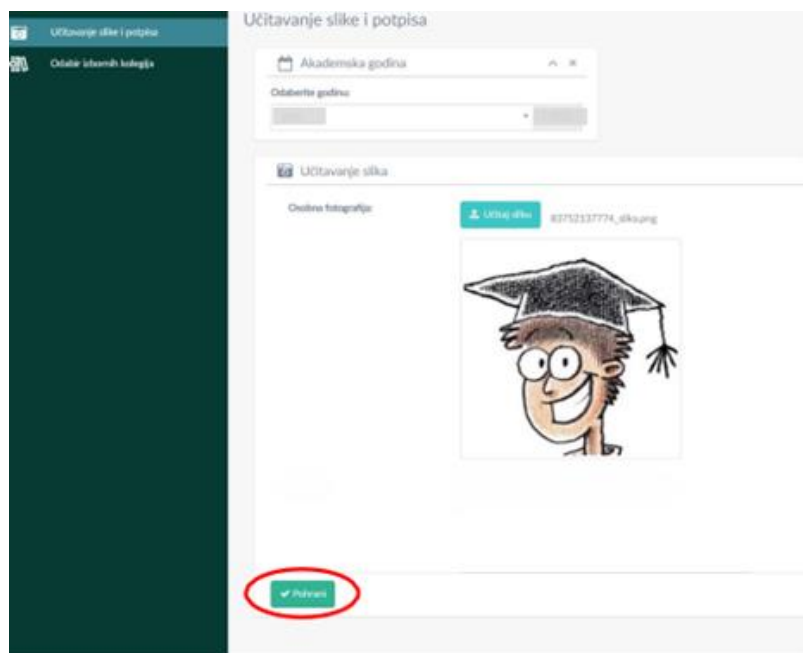 Učitavanje slike i potpisa
Učitavanje slike i potpisa
Odabir izbornih kolegija
Akademska godina
Odaberite godinu:
Učitavanje slika
Osobna fotografija:
Učitaj sliku
83752137774_slika.png
Pohrani